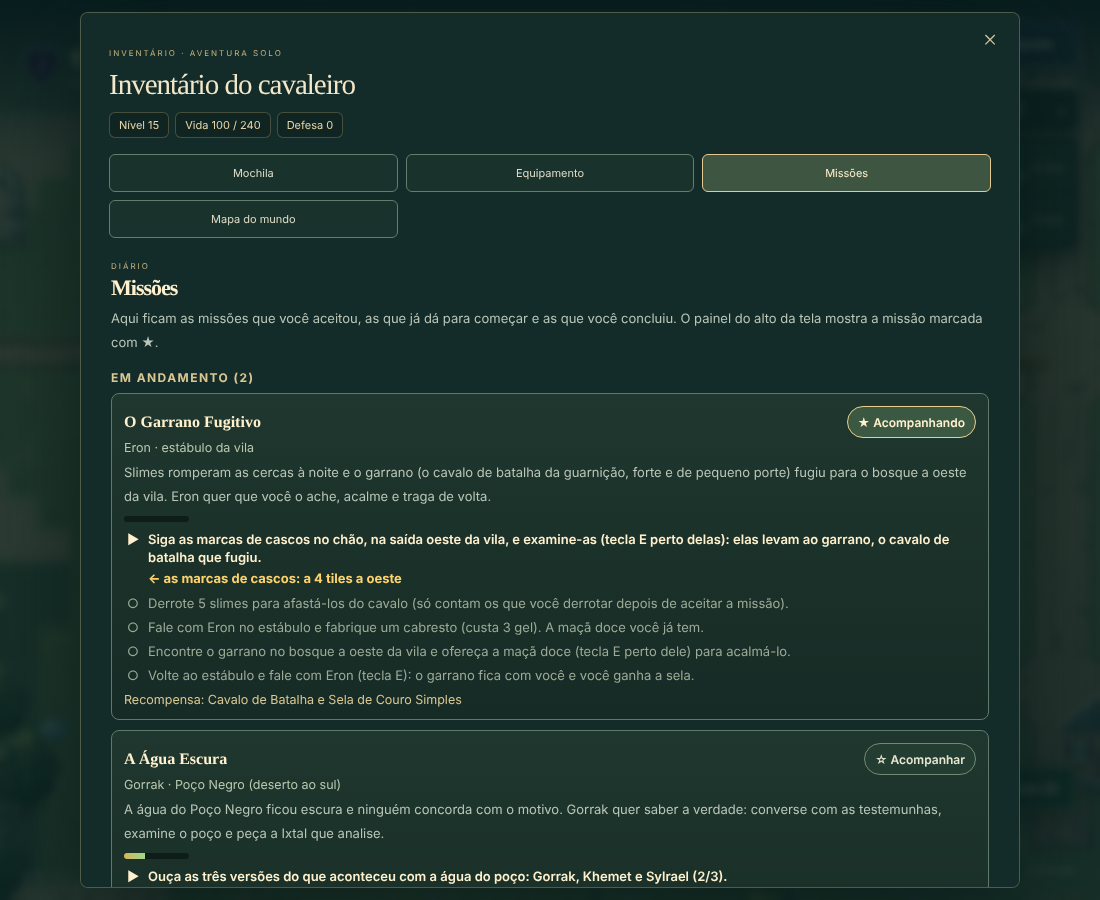 INVENTÁRIO · AVENTURA SOLO
Inventário do cavaleiro
Nível 15
Vida 100 / 240
Defesa 0
Mochila
Equipamento
Missões
Mapa do mundo
DIÁRIO
Missões
Aqui ficam as missões que você aceitou, as que já dá para começar e as que você concluiu. O painel do alto da tela mostra a missão marcada
com ★.
EM ANDAMENTO (2)
O Garrano Fugitivo
★ Acompanhando
Eron · estábulo da vila
Slimes romperam as cercas à noite e o garrano (o cavalo de batalha da guarnição, forte e de pequeno porte) fugiu para o bosque a oeste
da vila. Eron quer que você o ache, acalme e traga de volta.
▶ Siga as marcas de cascos no chão, na saída oeste da vila, e examine-as (tecla E perto delas): elas levam ao garrano, o cavalo de
batalha que fugiu.
← as marcas de cascos: a 4 tiles a oeste
○ Derrote 5 slimes para afastá-los do cavalo (só contam os que você derrotar depois de aceitar a missão).
○ Fale com Eron no estábulo e fabrique um cabresto (custa 3 gel). A maçã doce você já tem.
○ Encontre o garrano no bosque a oeste da vila e ofereça a maçã doce (tecla E perto dele) para acalmá-lo.
○ Volte ao estábulo e fale com Eron (tecla E): o garrano fica com você e você ganha a sela.
Recompensa: Cavalo de Batalha e Sela de Couro Simples
A Água Escura
☆ Acompanhar
Gorrak · Poço Negro (deserto ao sul)
A água do Poço Negro ficou escura e ninguém concorda com o motivo. Gorrak quer saber a verdade: converse com as testemunhas,
examine o poço e peça a Ixtal que analise.
▶ Ouça as três versões do que aconteceu com a água do poço: Gorrak, Khemet e Sylrael (2/3).